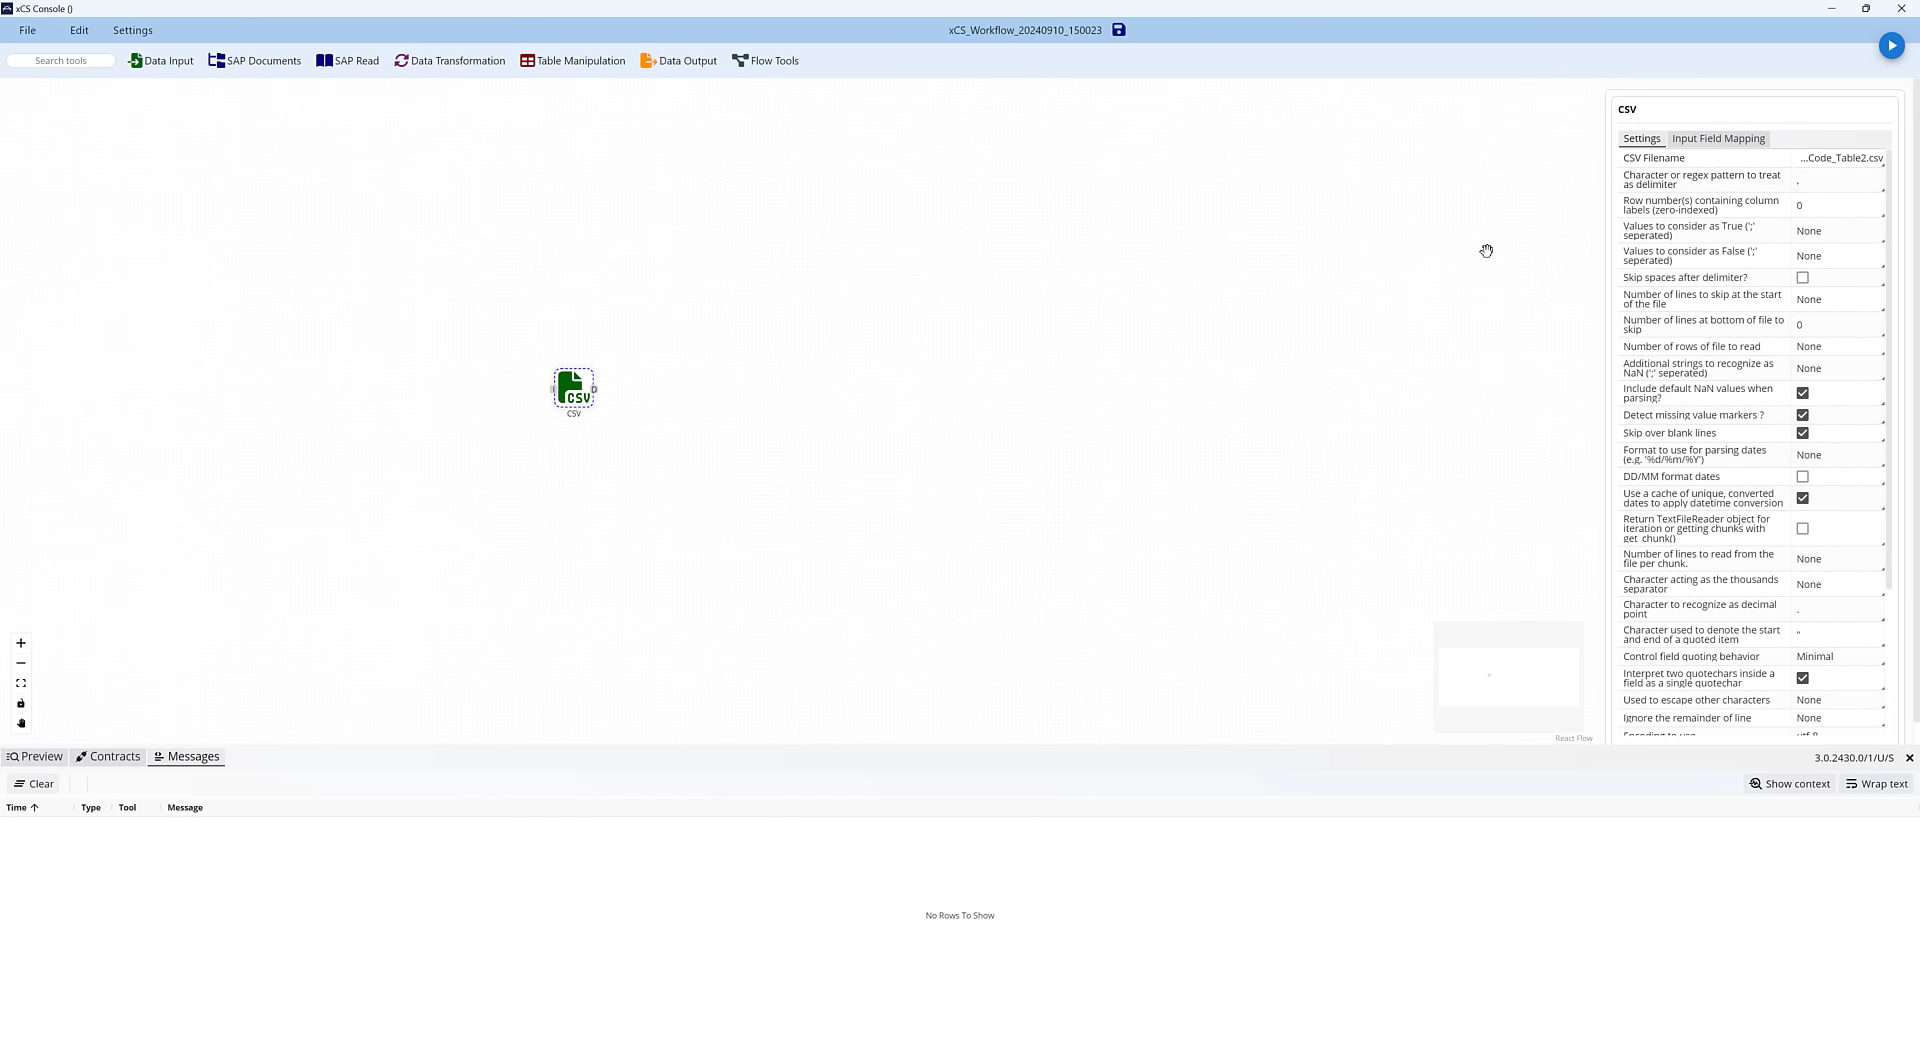 xCS Console ()
File Edit Settings
xCS_Workflow_20240910_150023
Search tools Data Input SAP Documents SAP Read Data Transformation Table Manipulation Data Output Flow Tools
CSV
Settings Input Field Mapping
CSV Filename ...Code_Table2.csv
Character or regex pattern to treat
as delimiter ,
Row number(s) containing column
labels (zero-indexed) 0
Values to consider as True (';'
seperated) None
Values to consider as False (';'
seperated) None
Skip spaces after delimiter?
Number of lines to skip at the start
of the file None
Number of lines at bottom of file to
skip 0
Number of rows of file to read None
Additional strings to recognize as
NaN (';' seperated) None
Include default NaN values when
parsing?
Detect missing value markers ?
Skip over blank lines
Format to use for parsing dates
(e.g. '%d/%m/%Y') None
DD/MM format dates
Use a cache of unique, converted
dates to apply datetime conversion
Return TextFileReader object for
iteration or getting chunks with
get_chunk()
Number of lines to read from the
file per chunk. None
Character acting as the thousands
separator None
Character to recognize as decimal
point .
Character used to denote the start
and end of a quoted item "
Control field quoting behavior Minimal
Interpret two quotechars inside a
field as a single quotechar
Used to escape other characters None
Ignore the remainder of line None
Encoding to use utf-8
I CSV D
CSV
React Flow
Preview Contracts Messages 3.0.2430.0/1/U/S
Clear Show context Wrap text
Time Type Tool Message
No Rows To Show